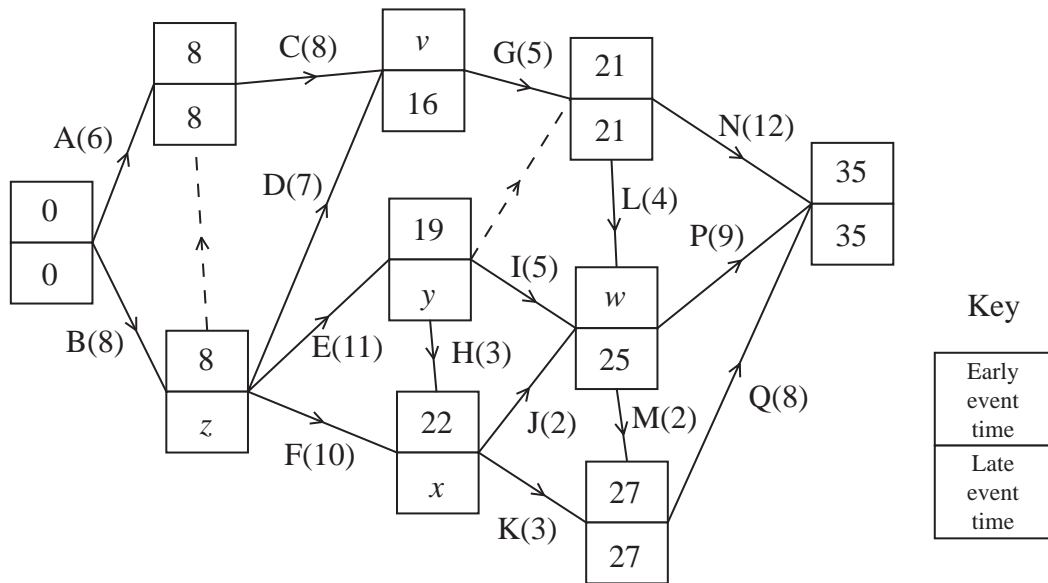 8
8
C(8)
v
16
G(5)
21
21
A(6)
N(12)
D(7)
L(4)
35
35
0
0
19
y
I(5)
P(9)
w
25
B(8)
8
z
E(11)
H(3)
Key
Early
event
time
Late
event
time
22
x
J(2)
M(2)
Q(8)
F(10)
K(3)
27
27